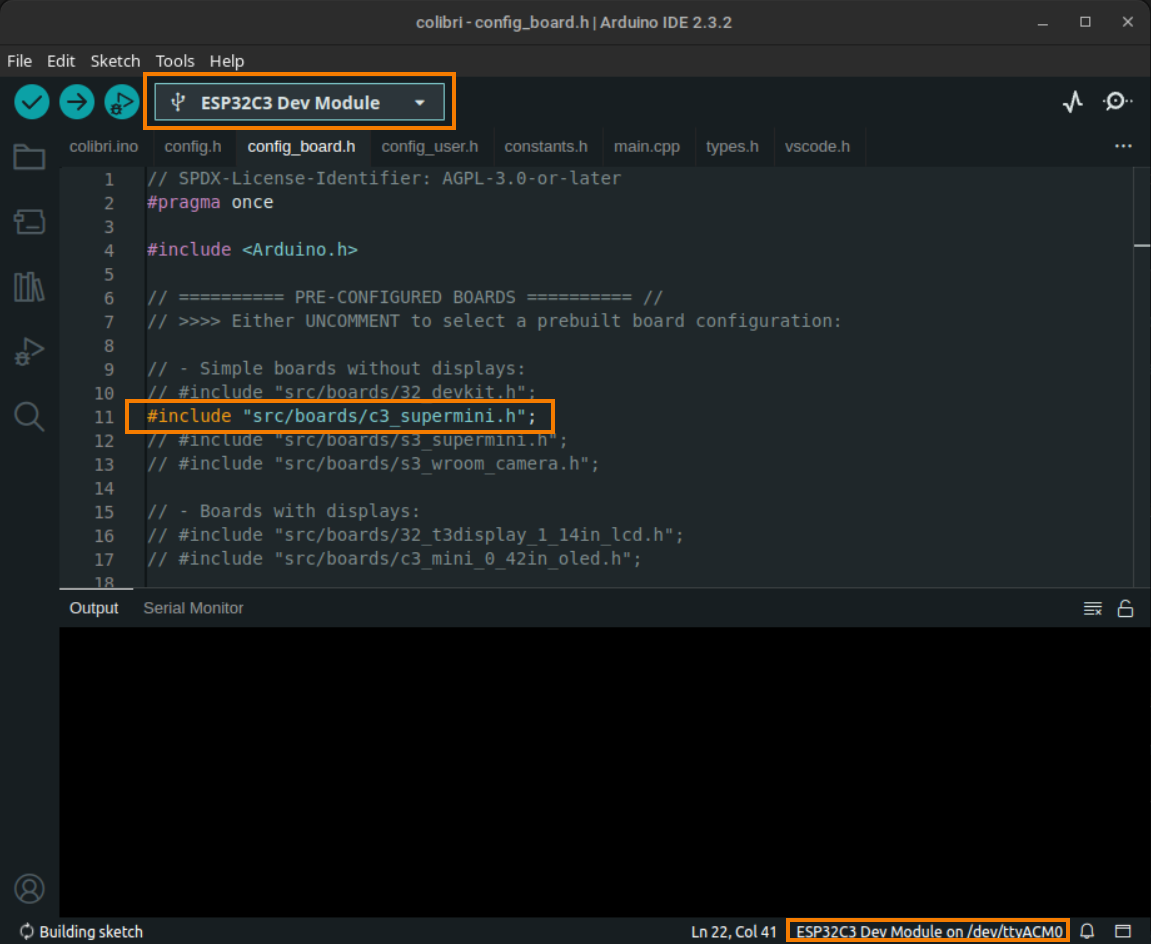 colibri - config_board.h | Arduino IDE 2.3.2
File Edit Sketch Tools Help
ESP32C3 Dev Module
colibri.ino config.h config_board.h config_user.h constants.h main.cpp types.h vscode.h
1 // SPDX-License-Identifier: AGPL-3.0-or-later
2 #pragma once
3
4 #include <Arduino.h>
5
6 // ========== PRE-CONFIGURED BOARDS ========== //
7 // >>>> Either UNCOMMENT to select a prebuilt board configuration:
8
9 // - Simple boards without displays:
10 // #include "src/boards/32_devkit.h";
11 #include "src/boards/c3_supermini.h";
12 // #include "src/boards/s3_supermini.h";
13 // #include "src/boards/s3_wroom_camera.h";
14
15 // - Boards with displays:
16 // #include "src/boards/32_t3display_1_14in_lcd.h";
17 // #include "src/boards/c3_mini_0_42in_oled.h";
18
Output Serial Monitor
Building sketch Ln 22, Col 41 ESP32C3 Dev Module on /dev/ttyACM0